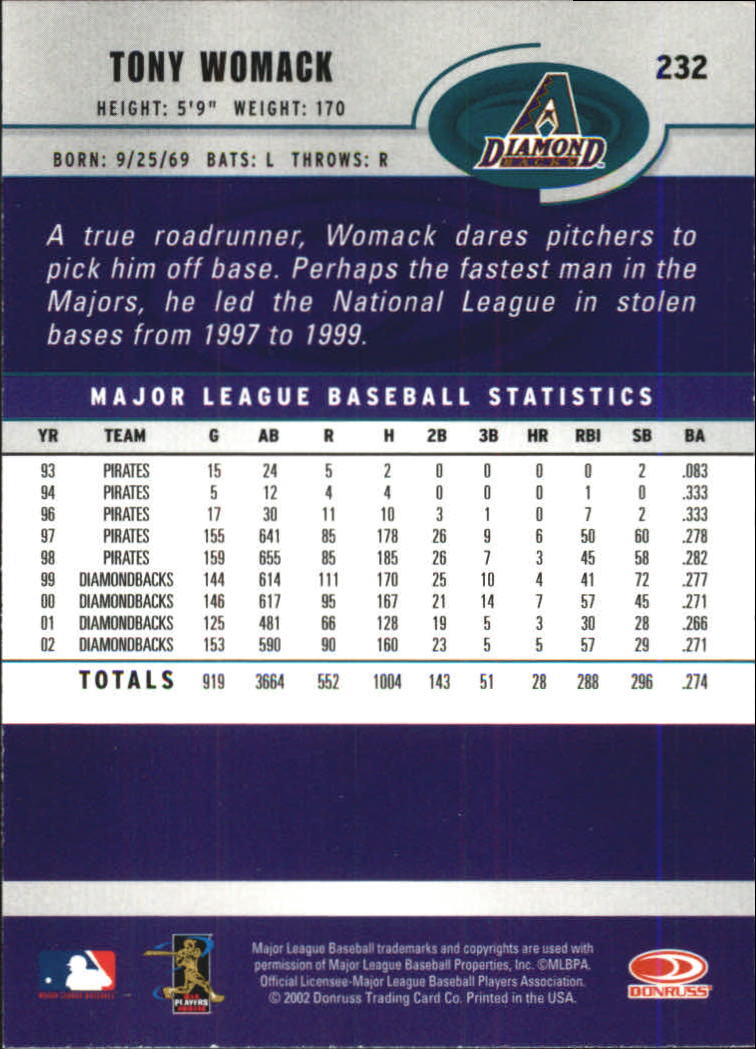 TONY WOMACK
232
HEIGHT: 5'9" WEIGHT: 170
DIAMOND
BACKS
BORN: 9/25/69 BATS: L THROWS: R
A true roadrunner, Womack dares pitchers to
pick him off base. Perhaps the fastest man in the
Majors, he led the National League in stolen
bases from 1997 to 1999.
MAJOR LEAGUE BASEBALL STATISTICS
YR TEAM G AB R H 2B 3B HR RBI SB BA
93 PIRATES 15 24 5 2 0 0 0 0 2 .083
94 PIRATES 5 12 4 4 0 0 0 1 0 .333
96 PIRATES 17 30 11 10 3 1 0 7 2 .333
97 PIRATES 155 641 85 178 26 9 6 50 60 .278
98 PIRATES 159 655 85 185 26 7 3 45 58 .282
99 DIAMONDBACKS 144 614 111 170 25 10 4 41 72 .277
00 DIAMONDBACKS 146 617 95 167 21 14 7 57 45 .271
01 DIAMONDBACKS 125 481 66 128 19 5 3 30 28 .266
02 DIAMONDBACKS 153 590 90 160 23 5 5 57 29 .271
TOTALS 919 3664 552 1004 143 51 28 288 296 .274
Major League Baseball trademarks and copyrights are used with
permission of Major League Baseball Properties, Inc. ©MLBPA.
Official Licensee-Major League Baseball Players Association.
© 2002 Donruss Trading Card Co. Printed in the USA.
MAJOR LEAGUE BASEBALL
PLAYERS
CHOICE
DONRUSS